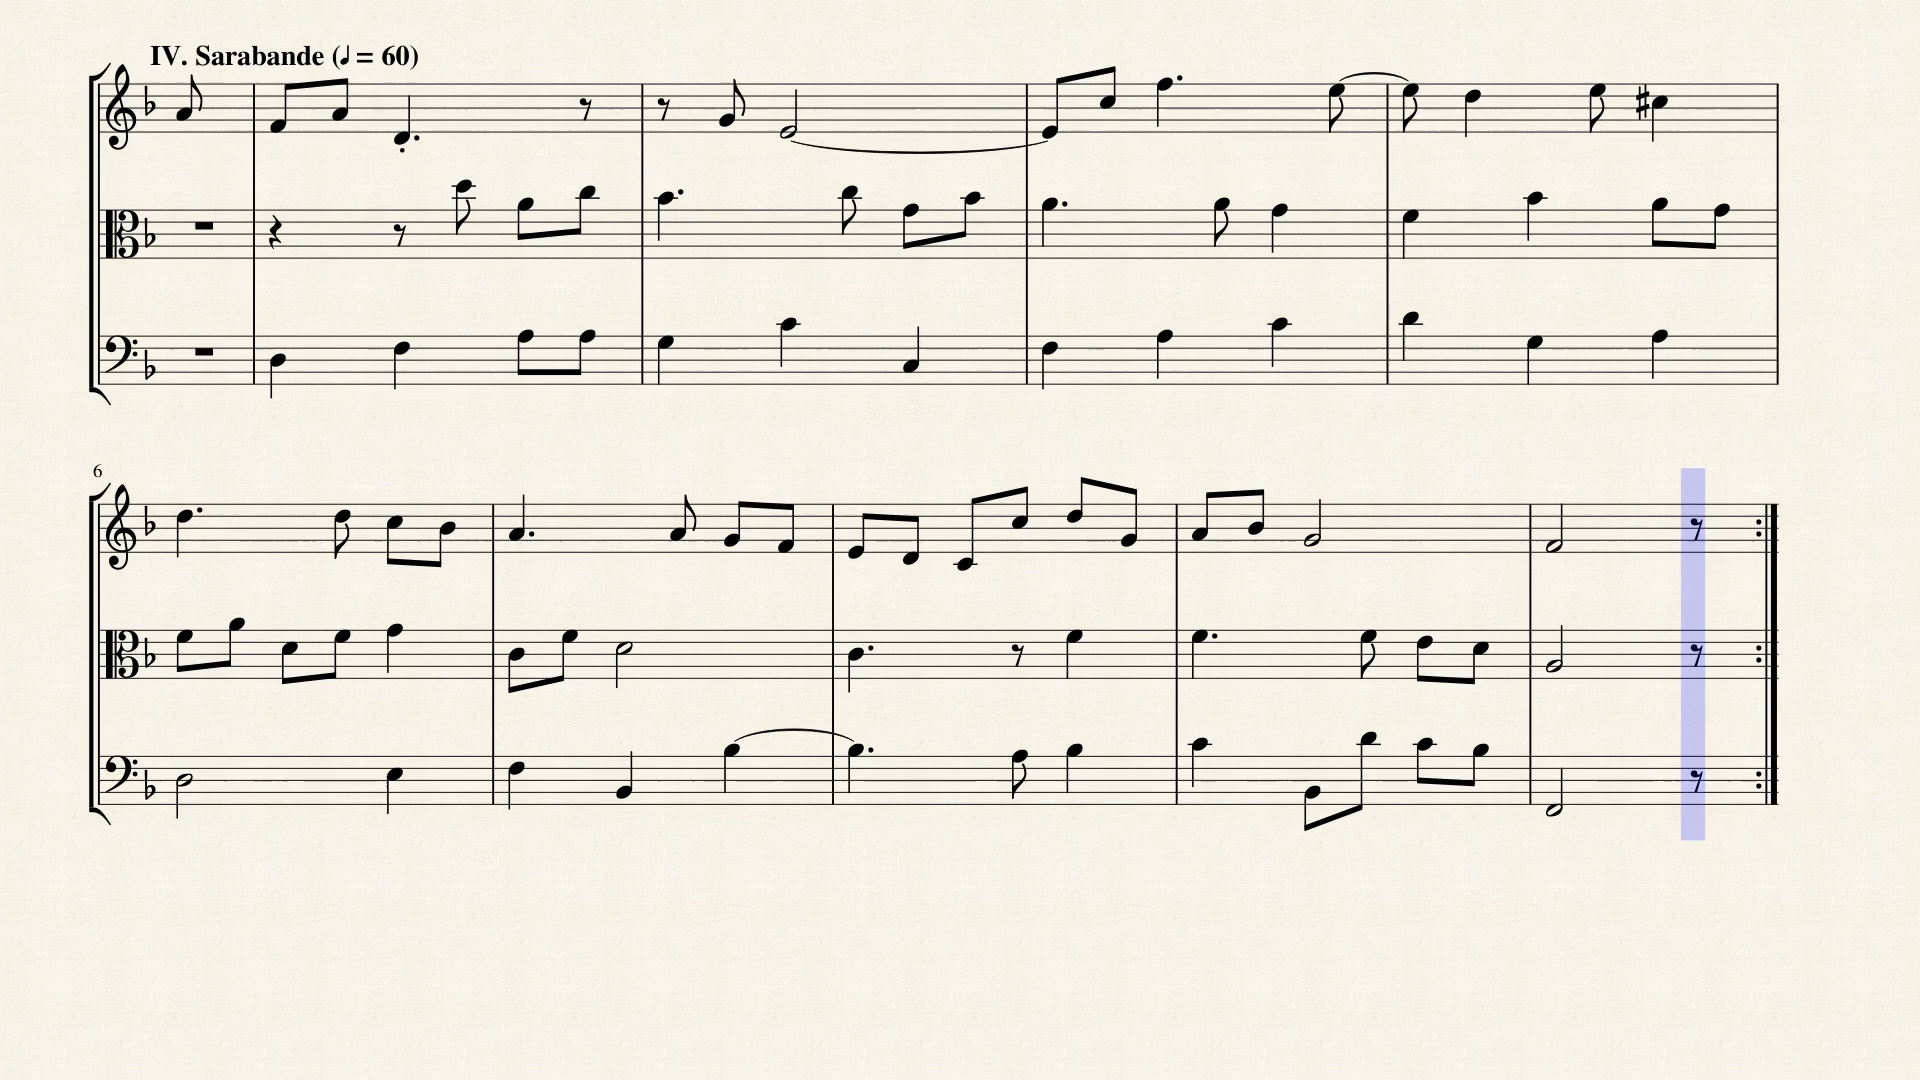 IV. Sarabande (♩ = 60)
6